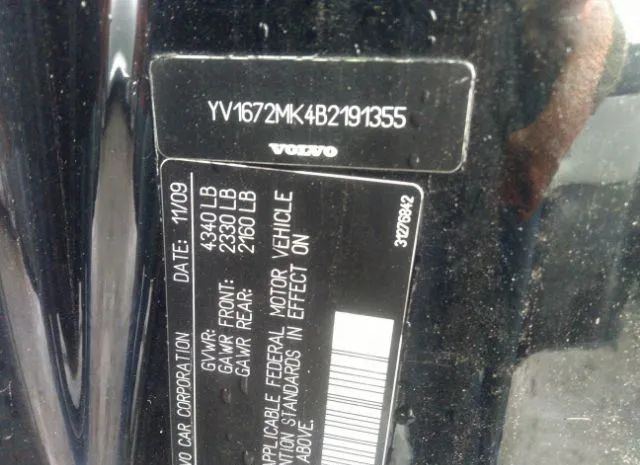 YV1672MK4B2191355
VOLVO
VO CAR CORPORATION DATE: 11/09
GVWR: 4340 LB
GAWR FRONT: 2330 LB
GAWR REAR: 2160 LB
APPLICABLE FEDERAL MOTOR VEHICLE
NTION STANDARDS IN EFFECT ON
ABOVE.
31276842